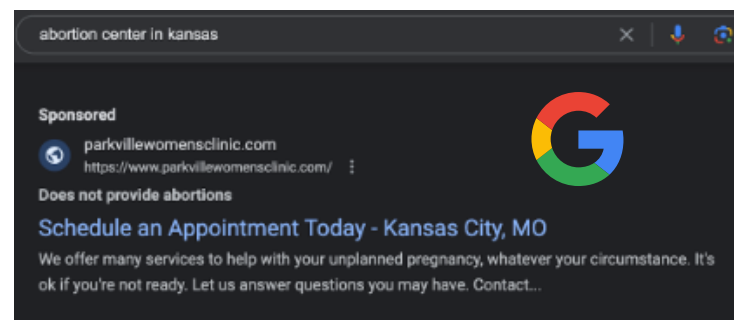 abortion center in kansas
Sponsored
parkvillewomensclinic.com
https://www.parkvillewomensclinic.com/
Does not provide abortions
Schedule an Appointment Today - Kansas City, MO
We offer many services to help with your unplanned pregnancy, whatever your circumstance. It's
ok if you're not ready. Let us answer questions you may have. Contact...